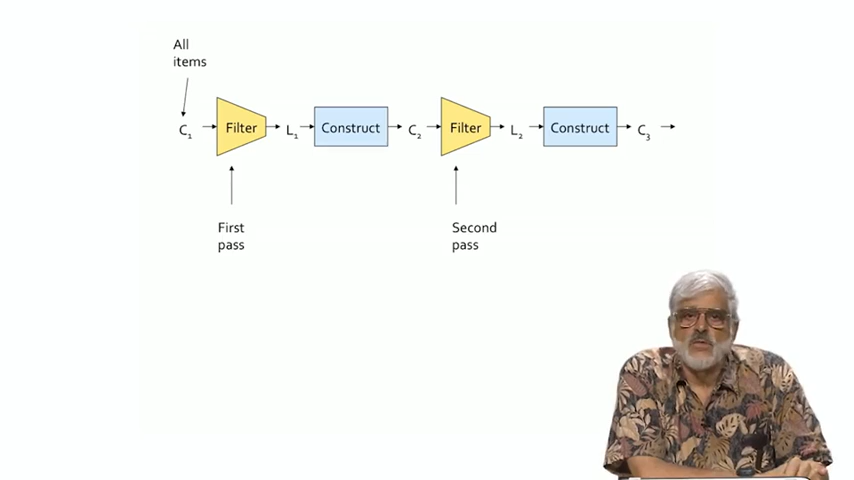 All
items
C₁ Filter L₁ Construct C₂ Filter L₂ Construct C₃
First
pass
Second
pass